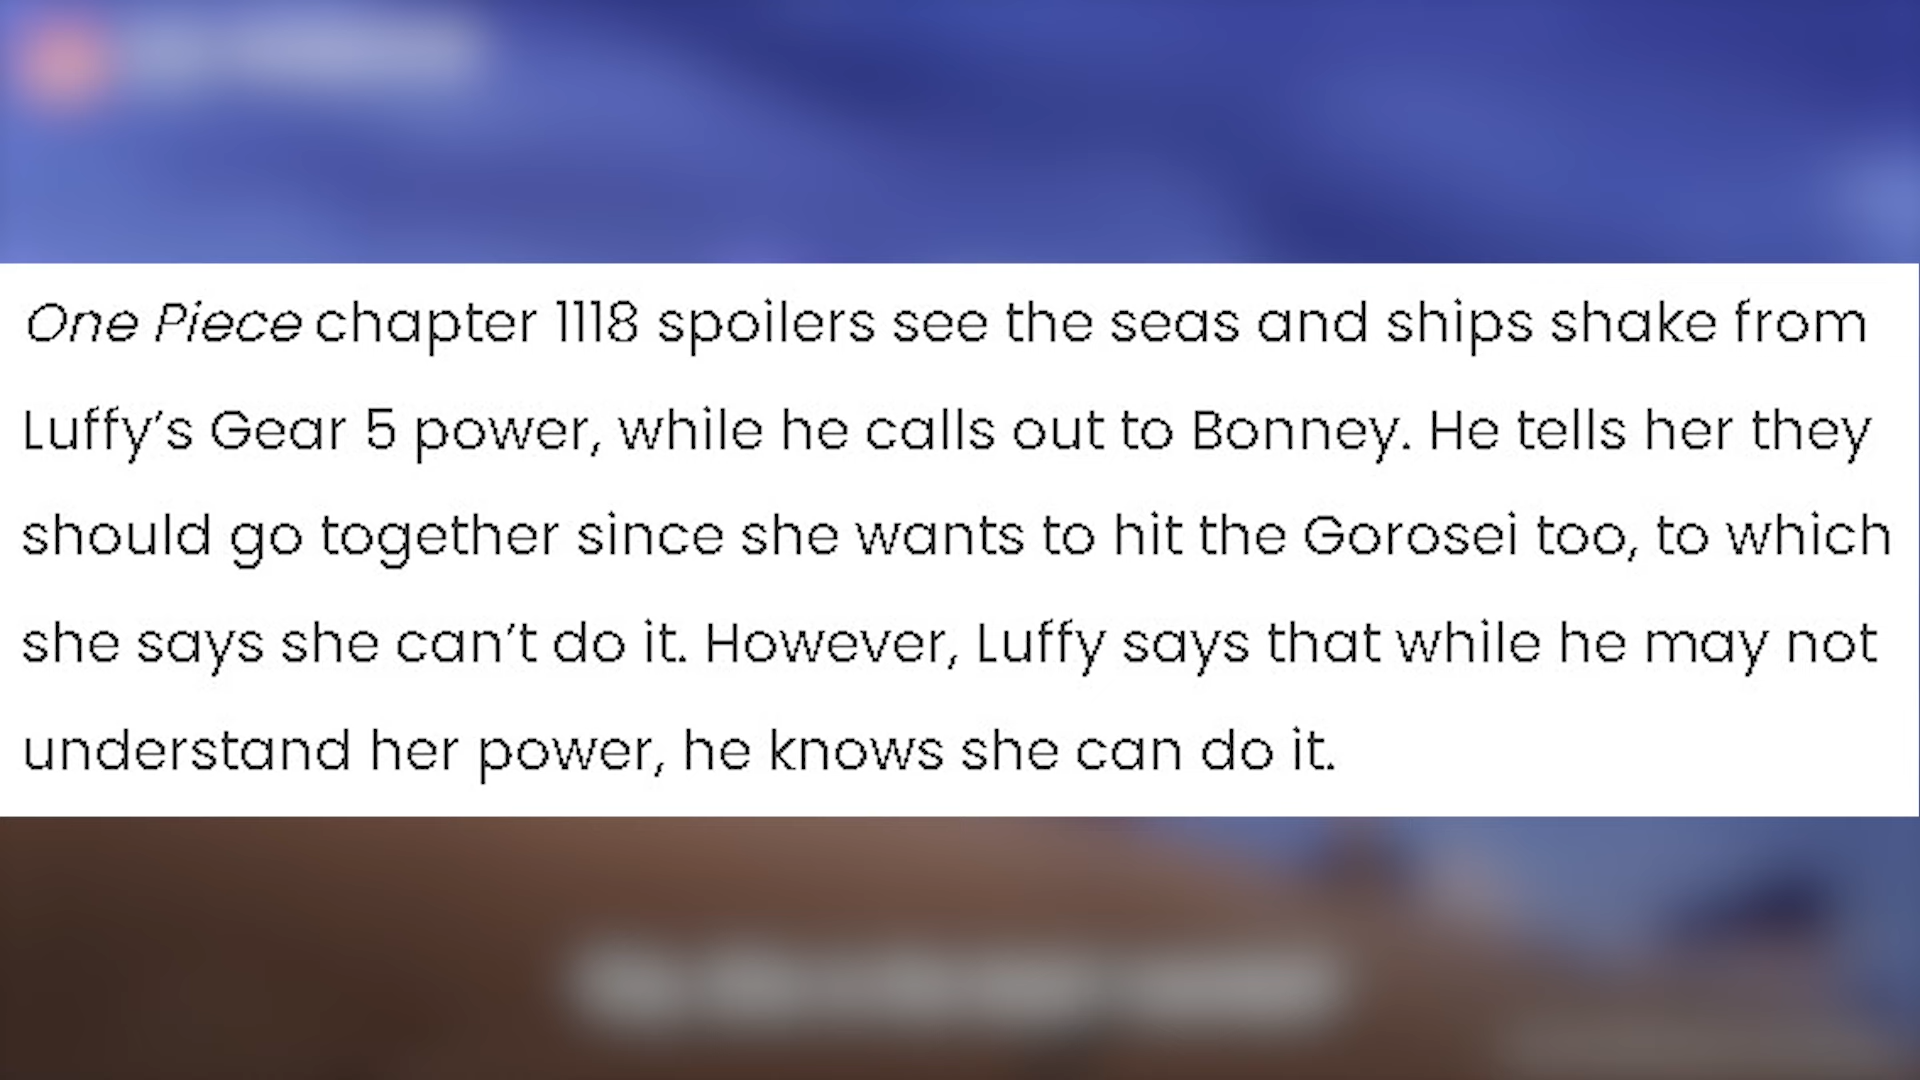 One Piece chapter 1118 spoilers see the seas and ships shake from
Luffy’s Gear 5 power, while he calls out to Bonney. He tells her they
should go together since she wants to hit the Gorosei too, to which
she says she can’t do it. However, Luffy says that while he may not
understand her power, he knows she can do it.